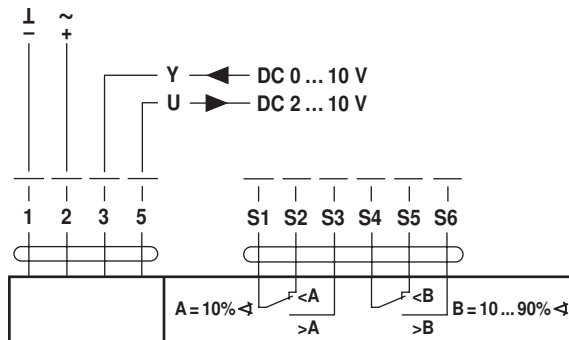 ⊥ ~
– +
Y DC 0 ... 10 V
U DC 2 ... 10 V
1 2 3 5 S1 S2 S3 S4 S5 S6
A = 10% ∢ <A <B B = 10 ... 90% ∢
>A >B